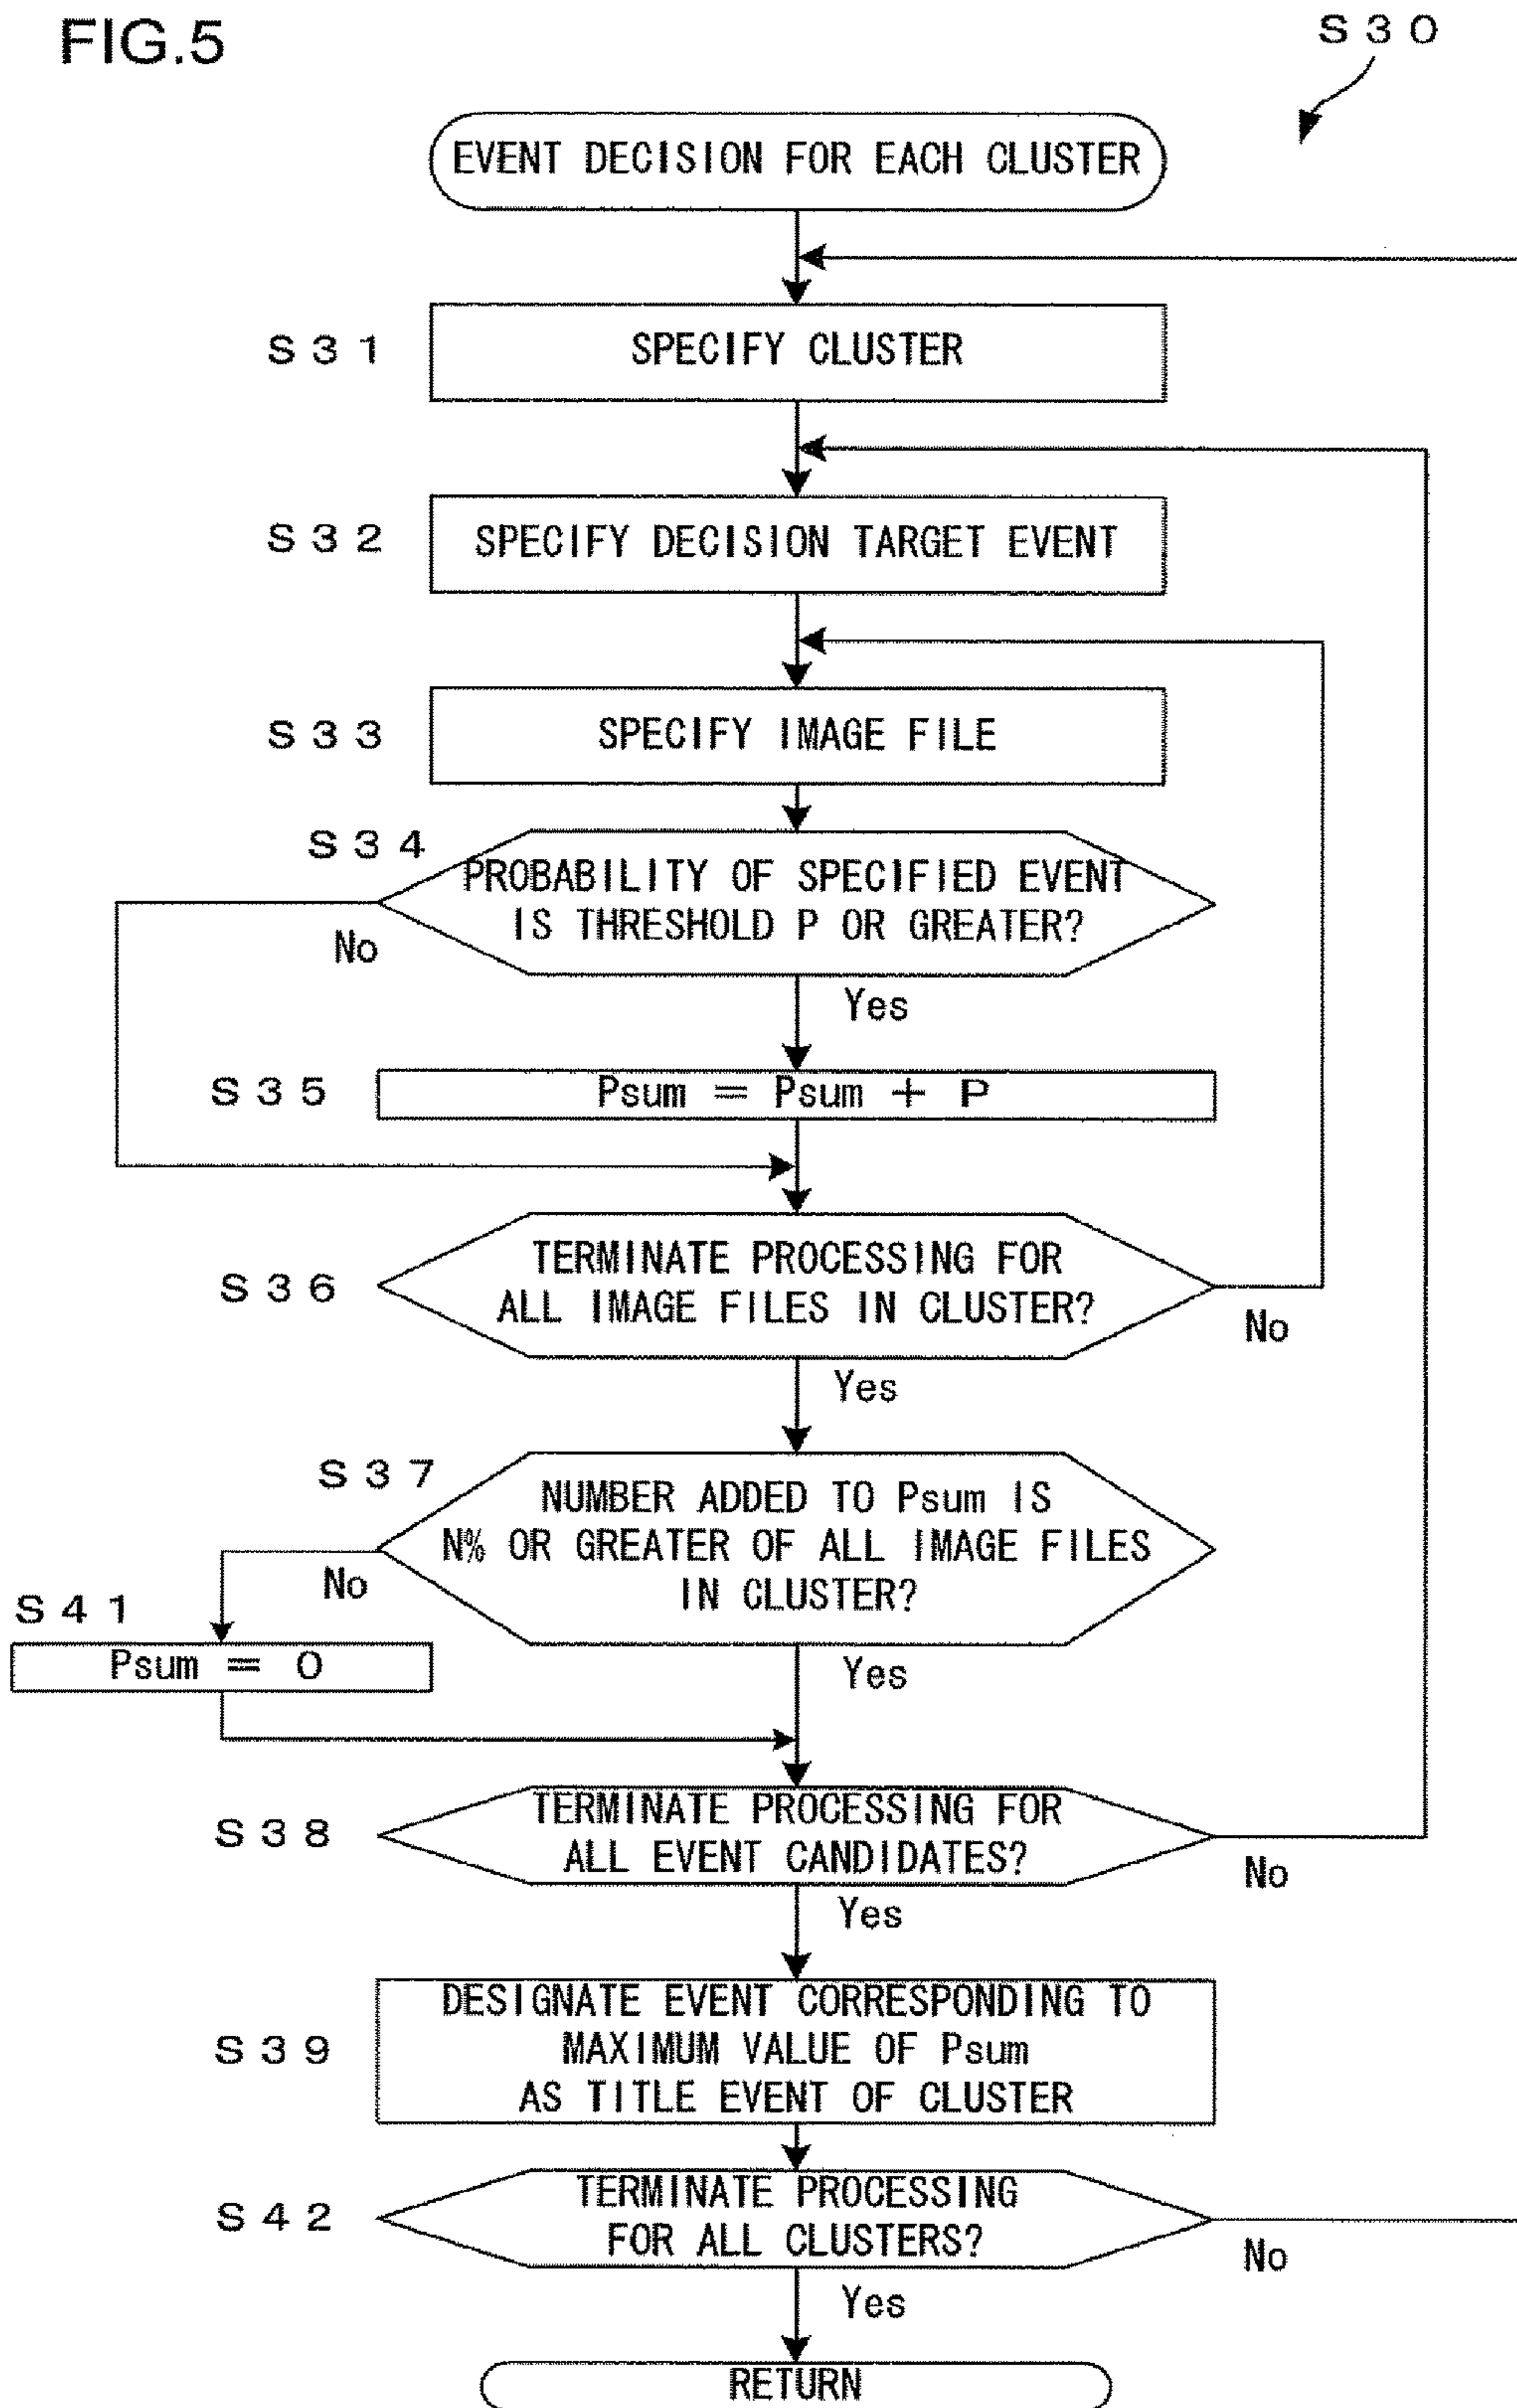 FIG.5
S30
EVENT DECISION FOR EACH CLUSTER
S31
SPECIFY CLUSTER
S32
SPECIFY DECISION TARGET EVENT
S33
SPECIFY IMAGE FILE
S34
PROBABILITY OF SPECIFIED EVENT
IS THRESHOLD P OR GREATER?
No
Yes
S35
Psum = Psum + P
S36
TERMINATE PROCESSING FOR
ALL IMAGE FILES IN CLUSTER?
No
Yes
S37
NUMBER ADDED TO Psum IS
N% OR GREATER OF ALL IMAGE FILES
IN CLUSTER?
No
Yes
S41
Psum = 0
S38
TERMINATE PROCESSING FOR
ALL EVENT CANDIDATES?
No
Yes
S39
DESIGNATE EVENT CORRESPONDING TO
MAXIMUM VALUE OF Psum
AS TITLE EVENT OF CLUSTER
S42
TERMINATE PROCESSING
FOR ALL CLUSTERS?
No
Yes
RETURN